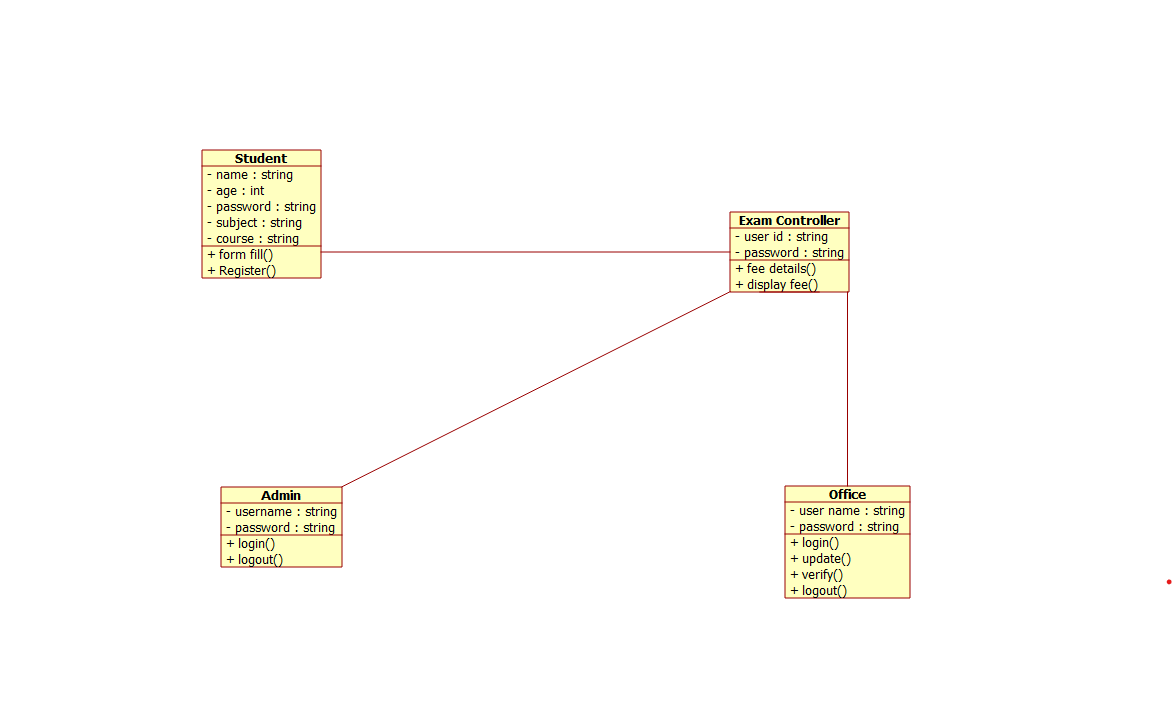 Student
- name : string
- age : int
- password : string
- subject : string
- course : string
+ form fill()
+ Register()
Exam Controller
- user id : string
- password : string
+ fee details()
+ display fee()
Admin
- username : string
- password : string
+ login()
+ logout()
Office
- user name : string
- password : string
+ login()
+ update()
+ verify()
+ logout()